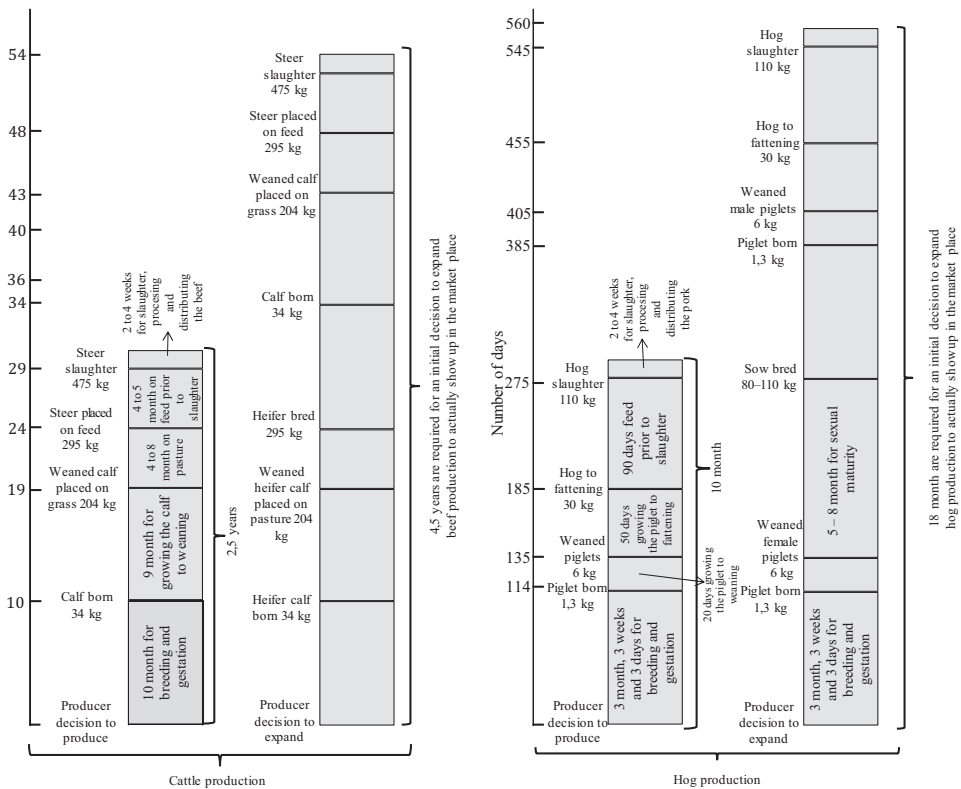 54
48
43
40
36
34
29
24
19
10
Steer
slaughter
475 kg
Steer placed
on feed
295 kg
Weaned calf
placed on
grass 204 kg
Calf born
34 kg
Producer
decision to
produce
2 to 4 weeks
for slaughter,
procesing
and
distributing
the beef
4 to 5
month on
feed prior
to
slaughter
4 to 8
month on
pasture
9 month for
growing the calf
to weaning
10 month for
breeding and
gestation
2,5 years
Steer
slaughter
475 kg
Steer placed
on feed
295 kg
Weaned calf
placed on
grass 204 kg
Calf born
34 kg
Heifer bred
295 kg
Weaned
heifer calf
placed on
pasture 204
kg
Heifer calf
born 34 kg
Producer
decision to
expand
4,5 years are required for an initial decision to expand
beef production to actually show up in the market place
Cattle production
Number of days
560
545
455
405
385
275
185
135
114
Hog
slaughter
110 kg
Hog to
fattening
30 kg
Weaned
piglets
6 kg
Piglet born
1,3 kg
Producer
decision to
produce
2 to 4 weeks
for slaughter,
procesing
and
distributing
the pork
90 days feed
prior to
slaughter
50 days
growing
the piglet to
fattening
20 days growing
the piglet to
weaning
3 month, 3 weeks
and 3 days for
breeding and
gestation
10 month
Hog
slaughter
110 kg
Hog to
fattening
30 kg
Weaned
male piglets
6 kg
Piglet born
1,3 kg
Sow bred
80–110 kg
Weaned
female
piglets
6 kg
Piglet born
1,3 kg
Producer
decision to
expand
5 – 8 month for sexual
maturity
3 month, 3 weeks
and 3 days for
breeding and
gestation
18 month are required for an initial decision to expand
hog production to actually show up in the market place
Hog production